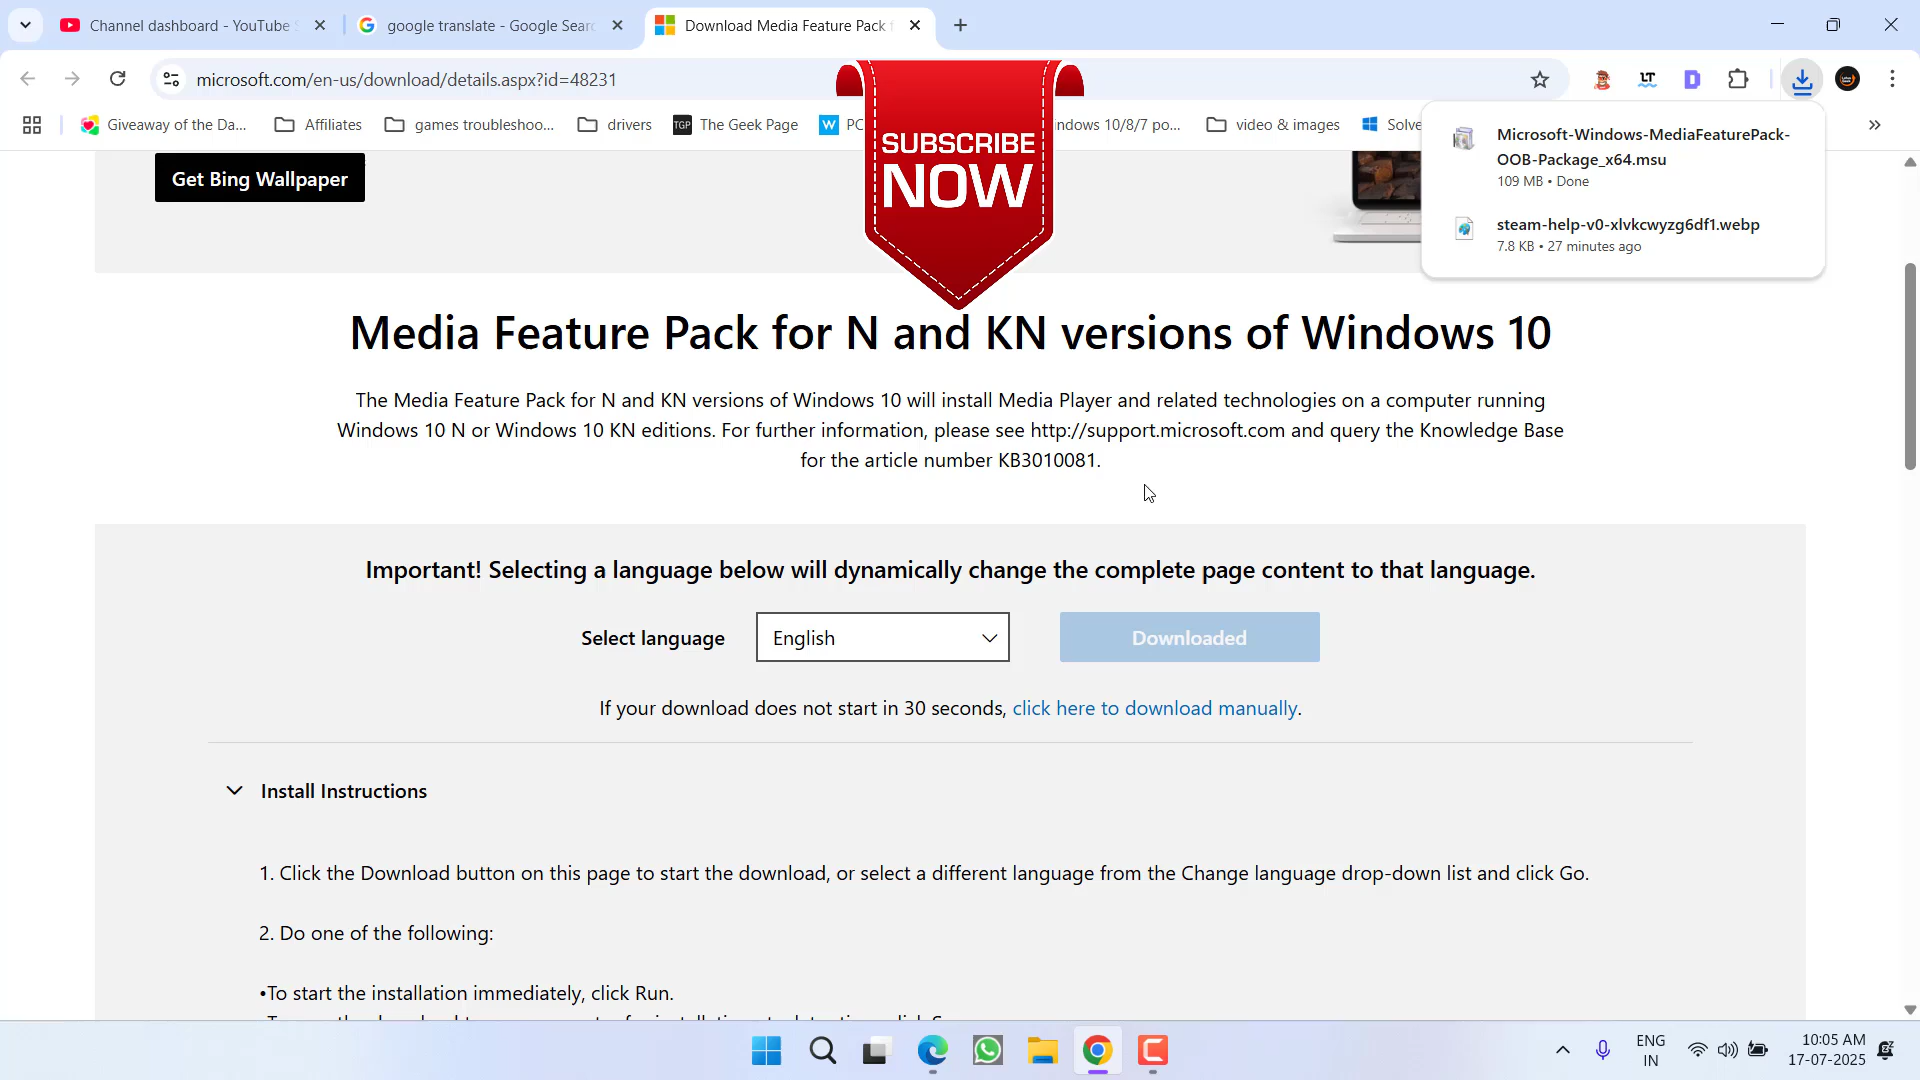 Channel dashboard - YouTube S
google translate - Google Searc
Download Media Feature Pack f
microsoft.com/en-us/download/details.aspx?id=48231
Giveaway of the Da...
Affiliates
games troubleshoo...
drivers
TGP
The Geek Page
W
PC
indows 10/8/7 po...
video & images
Solve
LT
D
Microsoft-Windows-MediaFeaturePack-
OOB-Package_x64.msu
109 MB • Done
steam-help-v0-xlvkcwyzg6df1.webp
7.8 KB • 27 minutes ago
Get Bing Wallpaper
SUBSCRIBE
NOW
Media Feature Pack for N and KN versions of Windows 10
The Media Feature Pack for N and KN versions of Windows 10 will install Media Player and related technologies on a computer running
Windows 10 N or Windows 10 KN editions. For further information, please see http://support.microsoft.com and query the Knowledge Base
for the article number KB3010081.
Important! Selecting a language below will dynamically change the complete page content to that language.
Select language
English
Downloaded
If your download does not start in 30 seconds, click here to download manually.
Install Instructions
1. Click the Download button on this page to start the download, or select a different language from the Change language drop-down list and click Go.
2. Do one of the following:
•To start the installation immediately, click Run.
ENG
IN
10:05 AM
17-07-2025